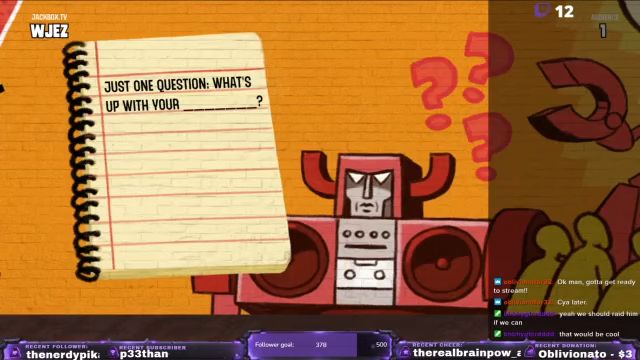 JACKBOX.TV
WJEZ
12
AUDIENCE
1
JUST ONE QUESTION: WHAT'S
UP WITH YOUR ________?
Ok man, gotta get ready
to stream!!
Cya later.
yeah we should raid him
if we can
that would be cool
RECENT FOLLOWER:
thenerdypik
RECENT SUBSCRIBER
p33than
Follower goal:
378
500
RECENT CHEER:
therealbrainpow
RECENT DONATION:
Oblivionato - $3